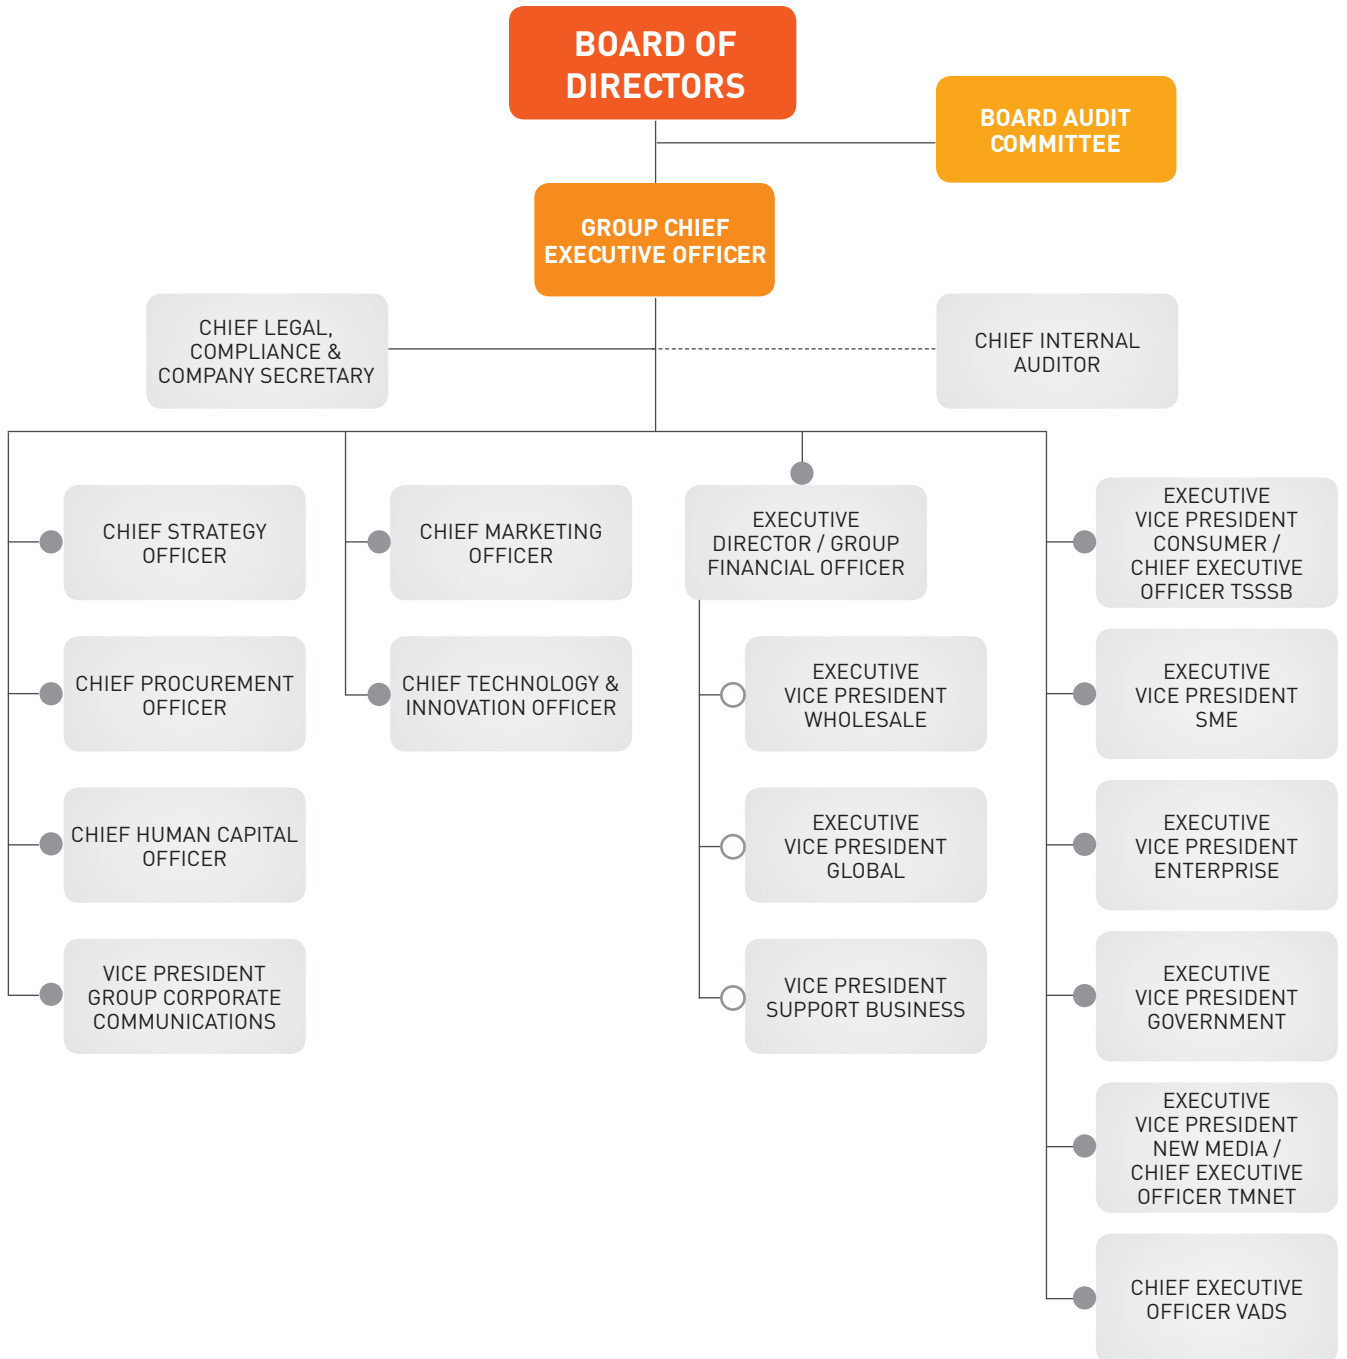 BOARD OF
DIRECTORS
BOARD AUDIT
COMMITTEE
GROUP CHIEF
EXECUTIVE OFFICER
CHIEF LEGAL,
COMPLIANCE &
COMPANY SECRETARY
CHIEF INTERNAL
AUDITOR
CHIEF STRATEGY
OFFICER
CHIEF PROCUREMENT
OFFICER
CHIEF HUMAN CAPITAL
OFFICER
VICE PRESIDENT
GROUP CORPORATE
COMMUNICATIONS
CHIEF MARKETING
OFFICER
CHIEF TECHNOLOGY &
INNOVATION OFFICER
EXECUTIVE
DIRECTOR / GROUP
FINANCIAL OFFICER
EXECUTIVE
VICE PRESIDENT
WHOLESALE
EXECUTIVE
VICE PRESIDENT
GLOBAL
VICE PRESIDENT
SUPPORT BUSINESS
EXECUTIVE
VICE PRESIDENT
CONSUMER /
CHIEF EXECUTIVE
OFFICER TSSSB
EXECUTIVE
VICE PRESIDENT
SME
EXECUTIVE
VICE PRESIDENT
ENTERPRISE
EXECUTIVE
VICE PRESIDENT
GOVERNMENT
EXECUTIVE
VICE PRESIDENT
NEW MEDIA /
CHIEF EXECUTIVE
OFFICER TMNET
CHIEF EXECUTIVE
OFFICER VADS